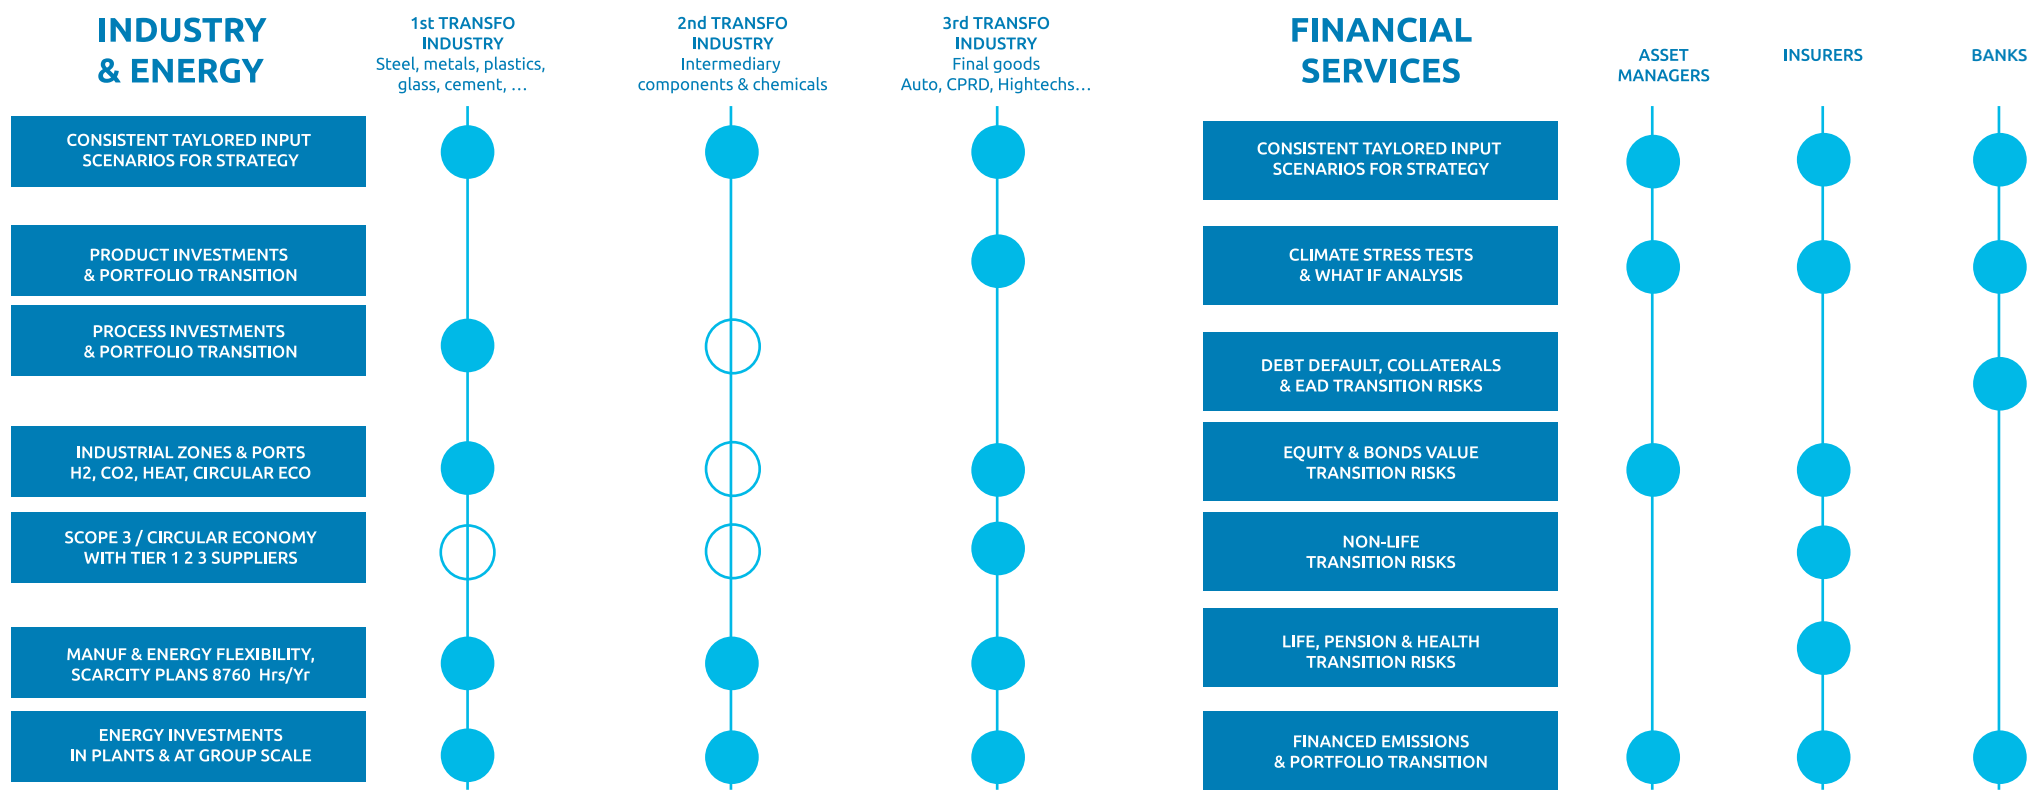 INDUSTRY
& ENERGY
1st TRANSFO
INDUSTRY
Steel, metals, plastics,
glass, cement, …
2nd TRANSFO
INDUSTRY
Intermediary
components & chemicals
3rd TRANSFO
INDUSTRY
Final goods
Auto, CPRD, Hightechs…
CONSISTENT TAYLORED INPUT
SCENARIOS FOR STRATEGY
PRODUCT INVESTMENTS
& PORTFOLIO TRANSITION
PROCESS INVESTMENTS
& PORTFOLIO TRANSITION
INDUSTRIAL ZONES & PORTS
H2, CO2, HEAT, CIRCULAR ECO
SCOPE 3 / CIRCULAR ECONOMY
WITH TIER 1 2 3 SUPPLIERS
MANUF & ENERGY FLEXIBILITY,
SCARCITY PLANS 8760 Hrs/Yr
ENERGY INVESTMENTS
IN PLANTS & AT GROUP SCALE
FINANCIAL
SERVICES
ASSET
MANAGERS
INSURERS
BANKS
CONSISTENT TAYLORED INPUT
SCENARIOS FOR STRATEGY
CLIMATE STRESS TESTS
& WHAT IF ANALYSIS
DEBT DEFAULT, COLLATERALS
& EAD TRANSITION RISKS
EQUITY & BONDS VALUE
TRANSITION RISKS
NON-LIFE
TRANSITION RISKS
LIFE, PENSION & HEALTH
TRANSITION RISKS
FINANCED EMISSIONS
& PORTFOLIO TRANSITION